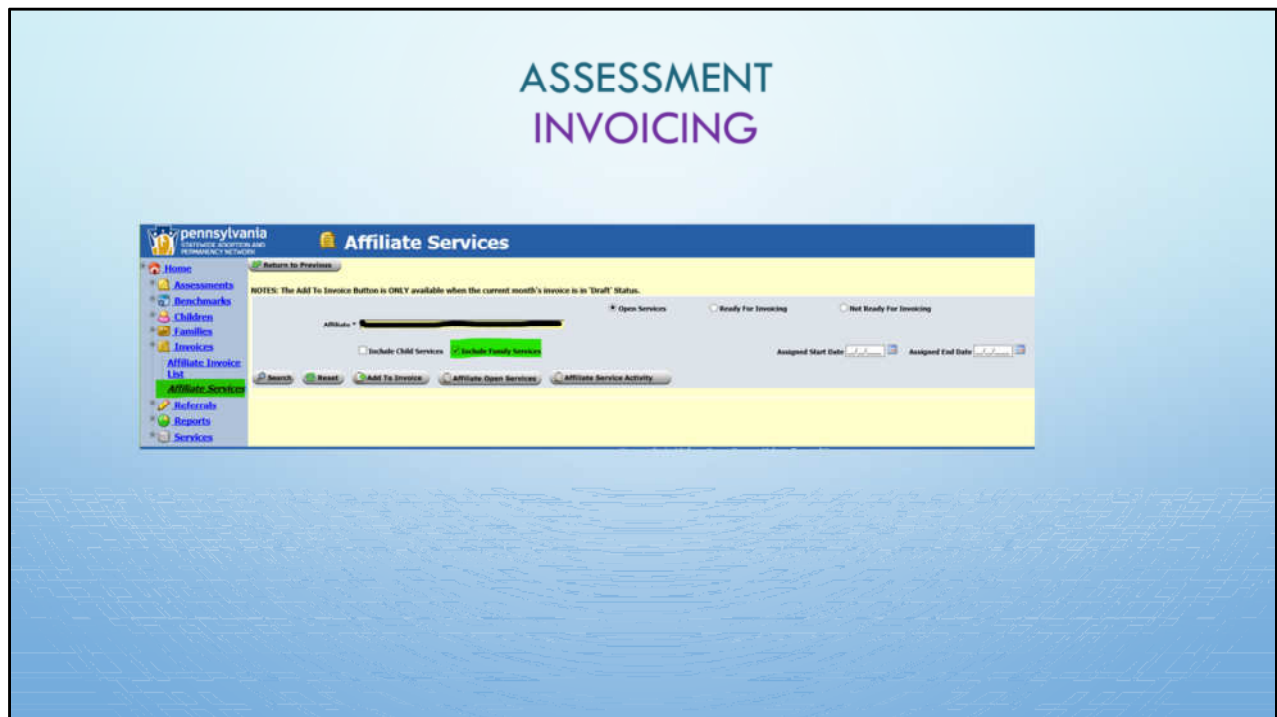 ASSESSMENT
INVOICING
pennsylvania
STATEWIDE ADOPTION AND
PERMANENCY NETWORK
Affiliate Services
Home
Assessments
Benchmarks
Children
Families
Invoices
Affiliate Invoice
List
Affiliate Services
Referrals
Reports
Services
Return to Previous
NOTES: The Add To Invoice Button is ONLY available when the current month's invoice is in 'Draft' Status.
Open Services Ready For Invoicing Not Ready For Invoicing
Affiliate *
Include Child Services Include Family Services Assigned Start Date _/_/__ Assigned End Date _/_/__
Search Reset Add To Invoice Affiliate Open Services Affiliate Service Activity